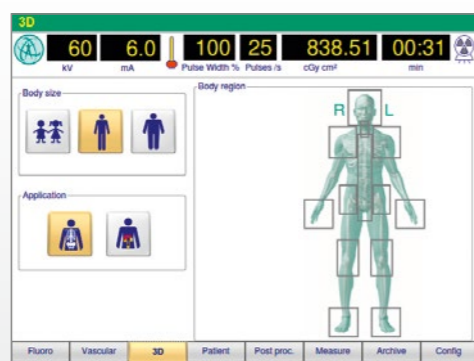 3D
60 6.0 100 25 838.51 00:31
kV mA Pulse Width % Pulses /s cGy cm² min
Body size
Body region
R L
Application
Fluoro Vascular 3D Patient Post proc. Measure Archive Config